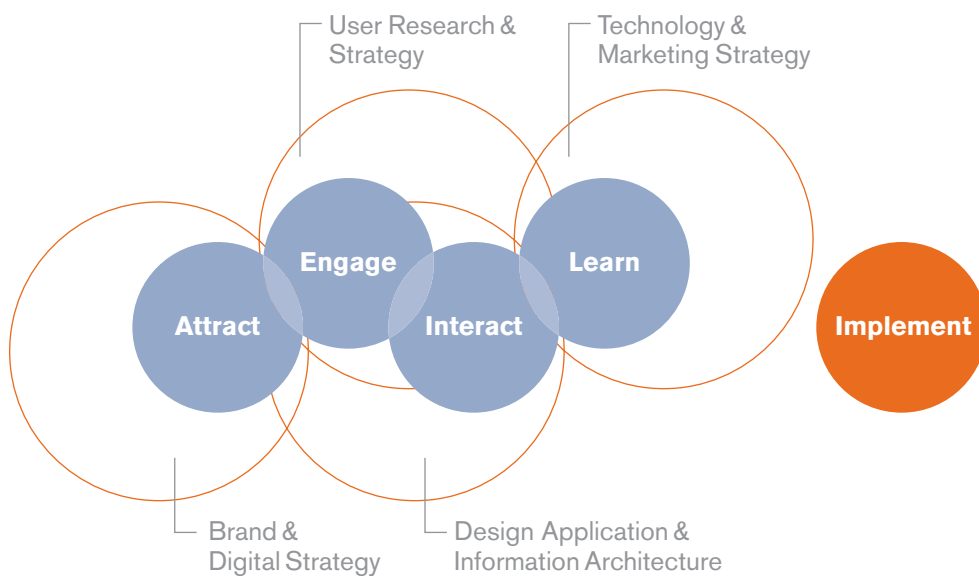 User Research &
Strategy
Technology &
Marketing Strategy
Engage
Learn
Attract
Interact
Implement
Brand &
Digital Strategy
Design Application &
Information Architecture